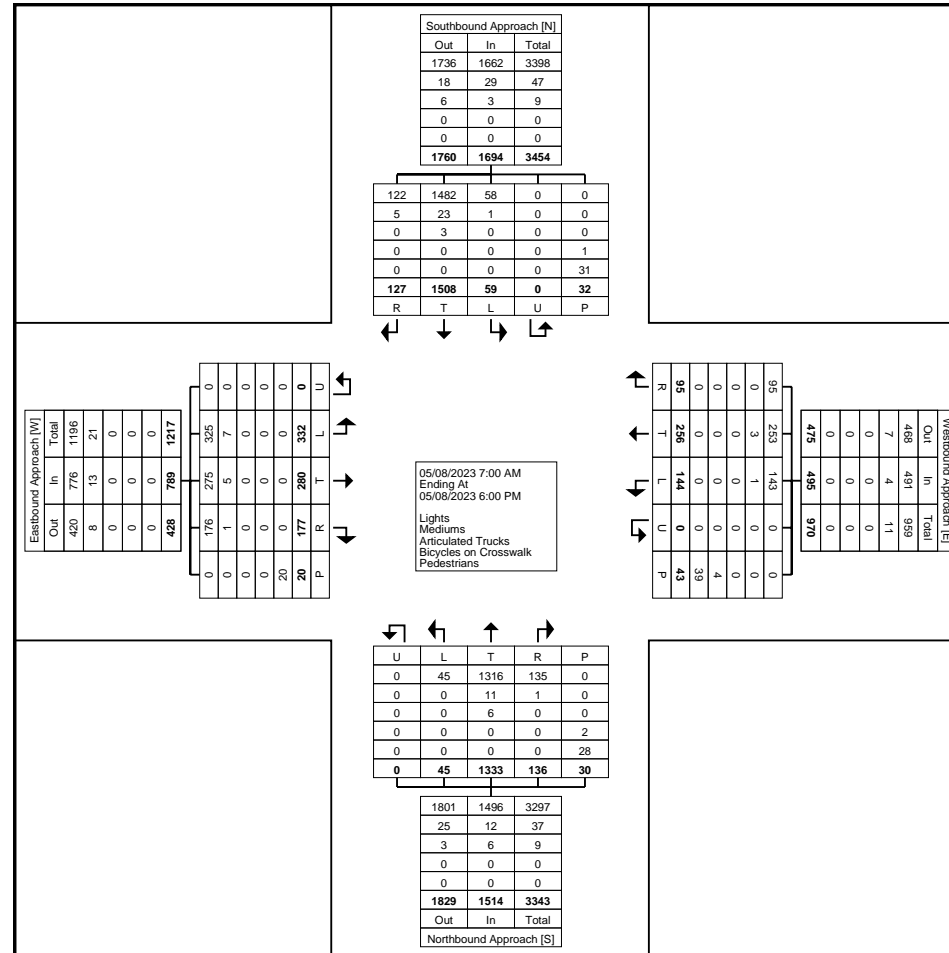 Southbound Approach [N]
Out In Total
1736 1662 3398
18 29 47
6 3 9
0 0 0
0 0 0
1760 1694 3454
122 1482 58 0 0
5 23 1 0 0
0 3 0 0 0
0 0 0 0 1
0 0 0 0 31
127 1508 59 0 32
R T L U P
Eastbound Approach [W]
Out In Total
420 776 1196
8 13 21
0 0 0
0 0 0
0 0 0
428 789 1217
0 176 275 325 0
0 1 5 7 0
0 0 0 0 0
0 0 0 0 0
20 0 0 0 0
20 177 280 332 0
P R T L U
05/08/2023 7:00 AM
Ending At
05/08/2023 6:00 PM
Lights
Mediums
Articulated Trucks
Bicycles on Crosswalk
Pedestrians
Westbound Approach [E]
Out In Total
468 491 959
7 4 11
0 0 0
0 0 0
0 0 0
475 495 970
95 253 143 0 0
0 3 1 0 0
0 0 0 0 0
0 0 0 0 4
0 0 0 0 39
95 256 144 0 43
R T L U P
U L T R P
0 45 1316 135 0
0 0 11 1 0
0 0 6 0 0
0 0 0 0 2
0 0 0 0 28
0 45 1333 136 30
1801 1496 3297
25 12 37
3 6 9
0 0 0
0 0 0
1829 1514 3343
Out In Total
Northbound Approach [S]